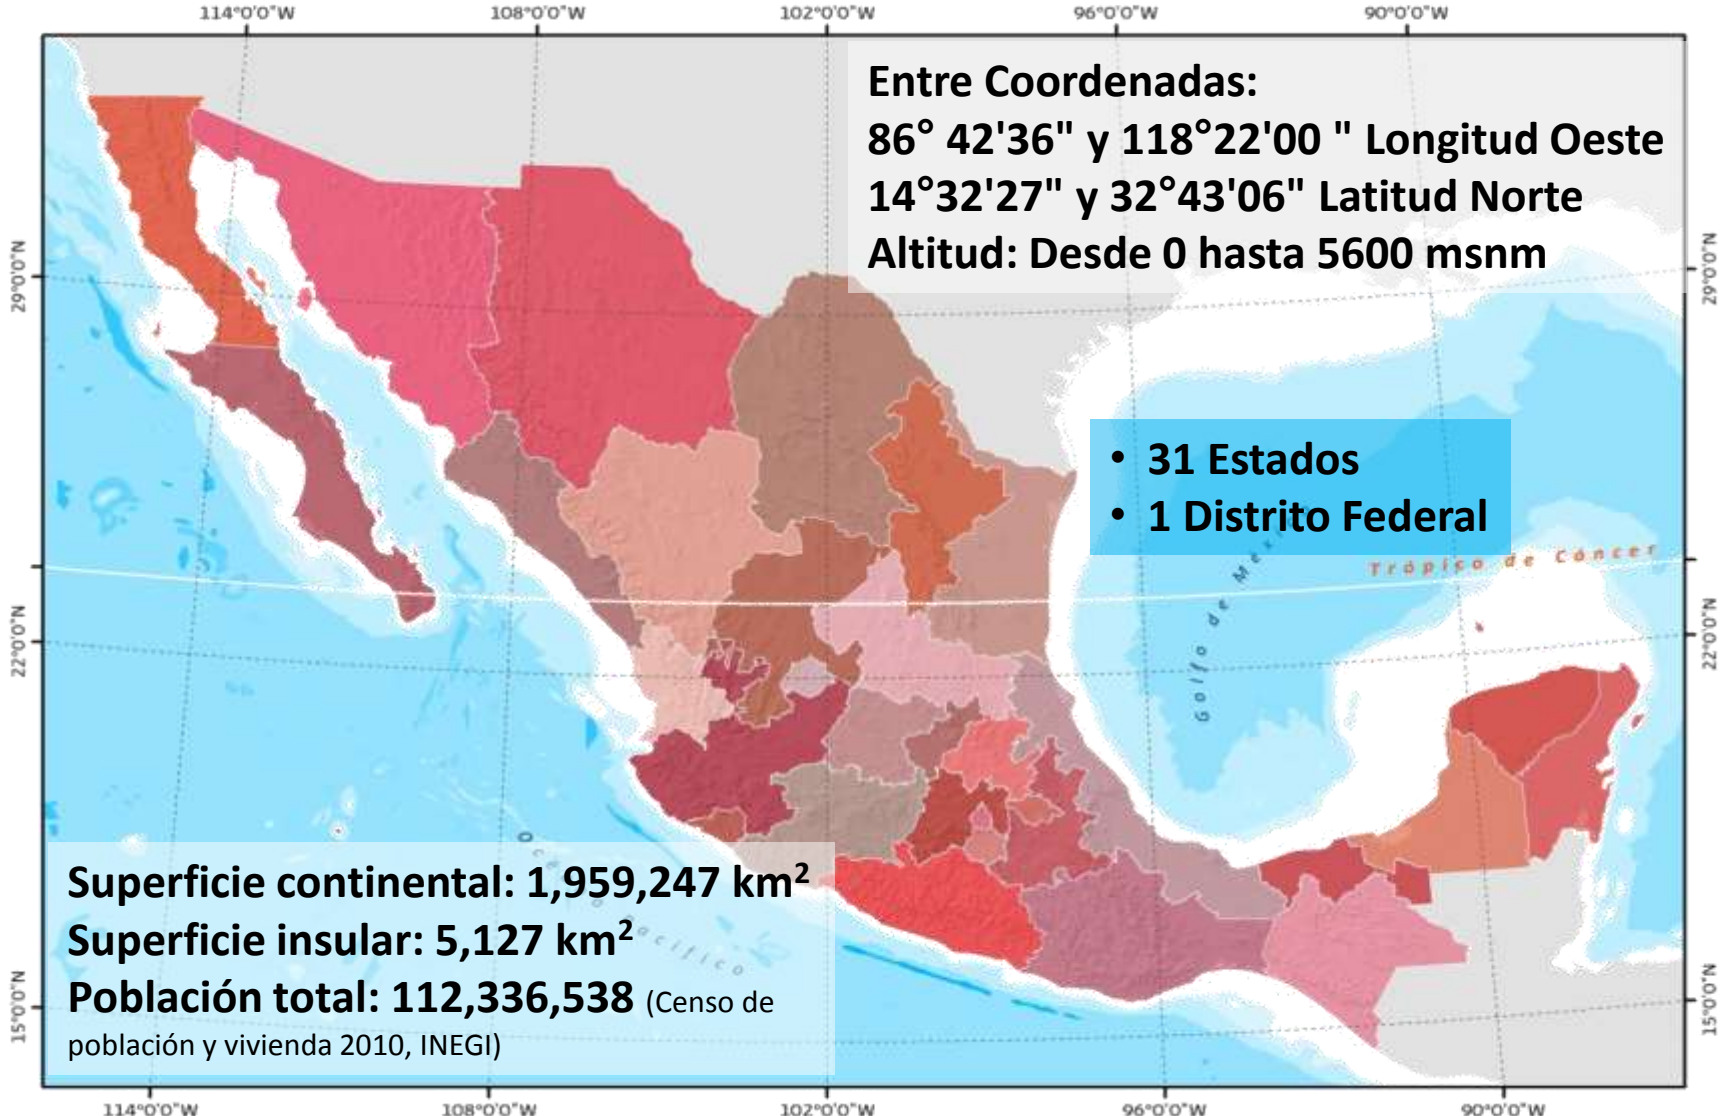 114°0'0"W 108°0'0"W 102°0'0"W 96°0'0"W 90°0'0"W
Entre Coordenadas:
86° 42'36" y 118°22'00 " Longitud Oeste
14°32'27" y 32°43'06" Latitud Norte
Altitud: Desde 0 hasta 5600 msnm
29°0'0"N 29°0'0"N
• 31 Estados
• 1 Distrito Federal
Trópico de Cáncer
Golfo de México
22°0'0"N 22°0'0"N
Océano Pacífico
Superficie continental: 1,959,247 km²
Superficie insular: 5,127 km²
Población total: 112,336,538 (Censo de
población y vivienda 2010, INEGI)
15°0'0"N 15°0'0"N
114°0'0"W 108°0'0"W 102°0'0"W 96°0'0"W 90°0'0"W